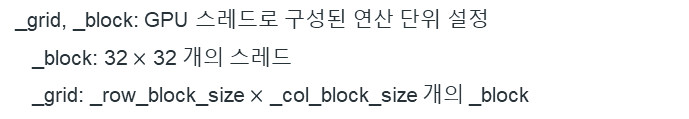 _grid, _block: GPU 스레드로 구성된 연산 단위 설정
_block: 32 × 32 개의 스레드
_grid: _row_block_size × _col_block_size 개의 _block